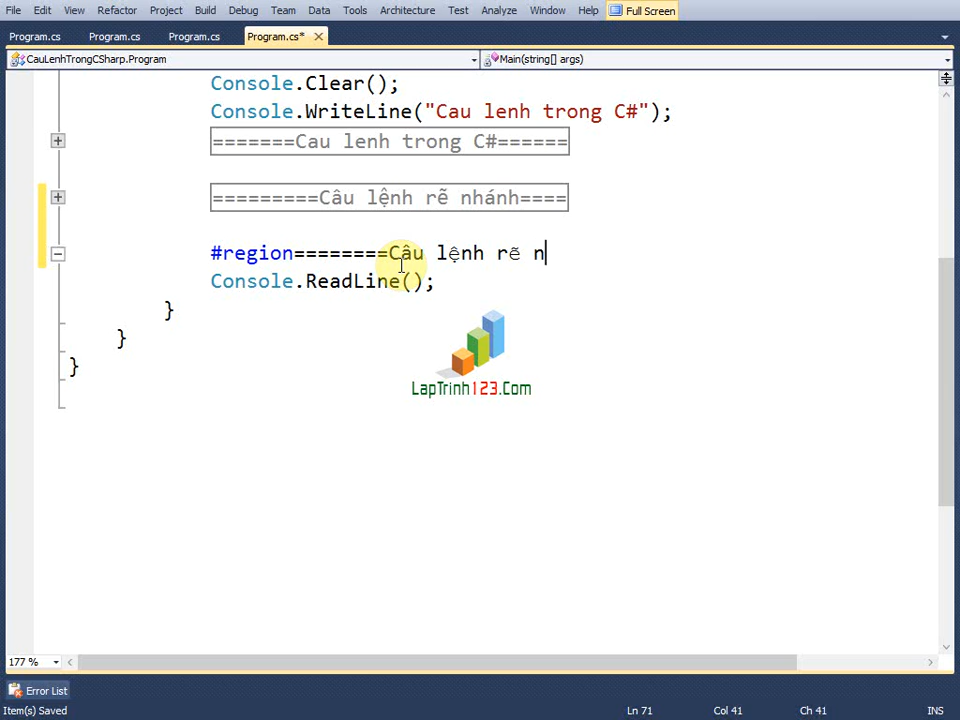 File Edit View Refactor Project Build Debug Team Data Tools Architecture Test Analyze Window Help Full Screen
Program.cs Program.cs Program.cs Program.cs*
CauLenhTrongCSharp.Program Main(string[] args)
Console.Clear();
Console.WriteLine("Cau lenh trong C#");
=======Cau lenh trong C#======
=========Câu lệnh rẽ nhánh====
#region========Câu lệnh rẽ n
Console.ReadLine();
}
}
}
LapTrinh123.Com
177 %
Error List
Item(s) Saved Ln 71 Col 41 Ch 41 INS